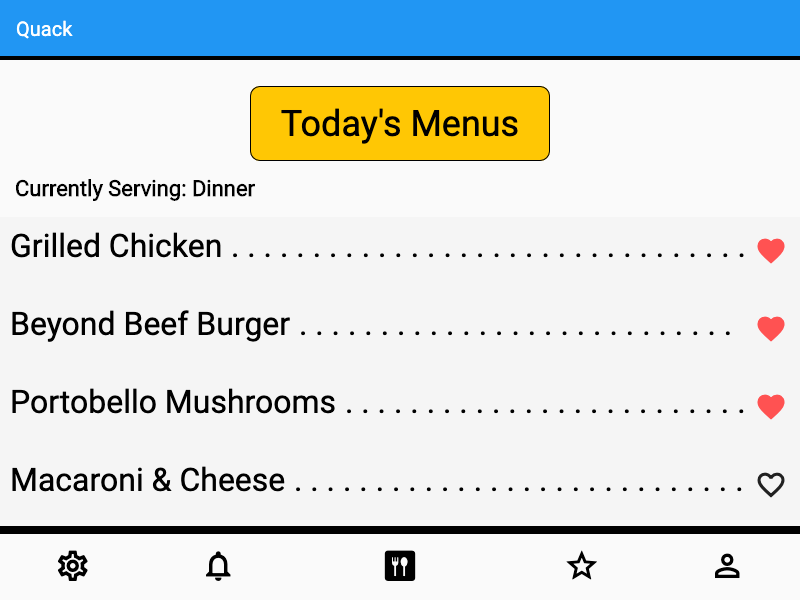 Quack
Today's Menus
Currently Serving: Dinner
Grilled Chicken . . . . . . . . . . . . . . . . . . . . . . . . . . . . . . . .
Beyond Beef Burger . . . . . . . . . . . . . . . . . . . . . . . . . . .
Portobello Mushrooms . . . . . . . . . . . . . . . . . . . . . . . . .
Macaroni & Cheese . . . . . . . . . . . . . . . . . . . . . . . . . . . .